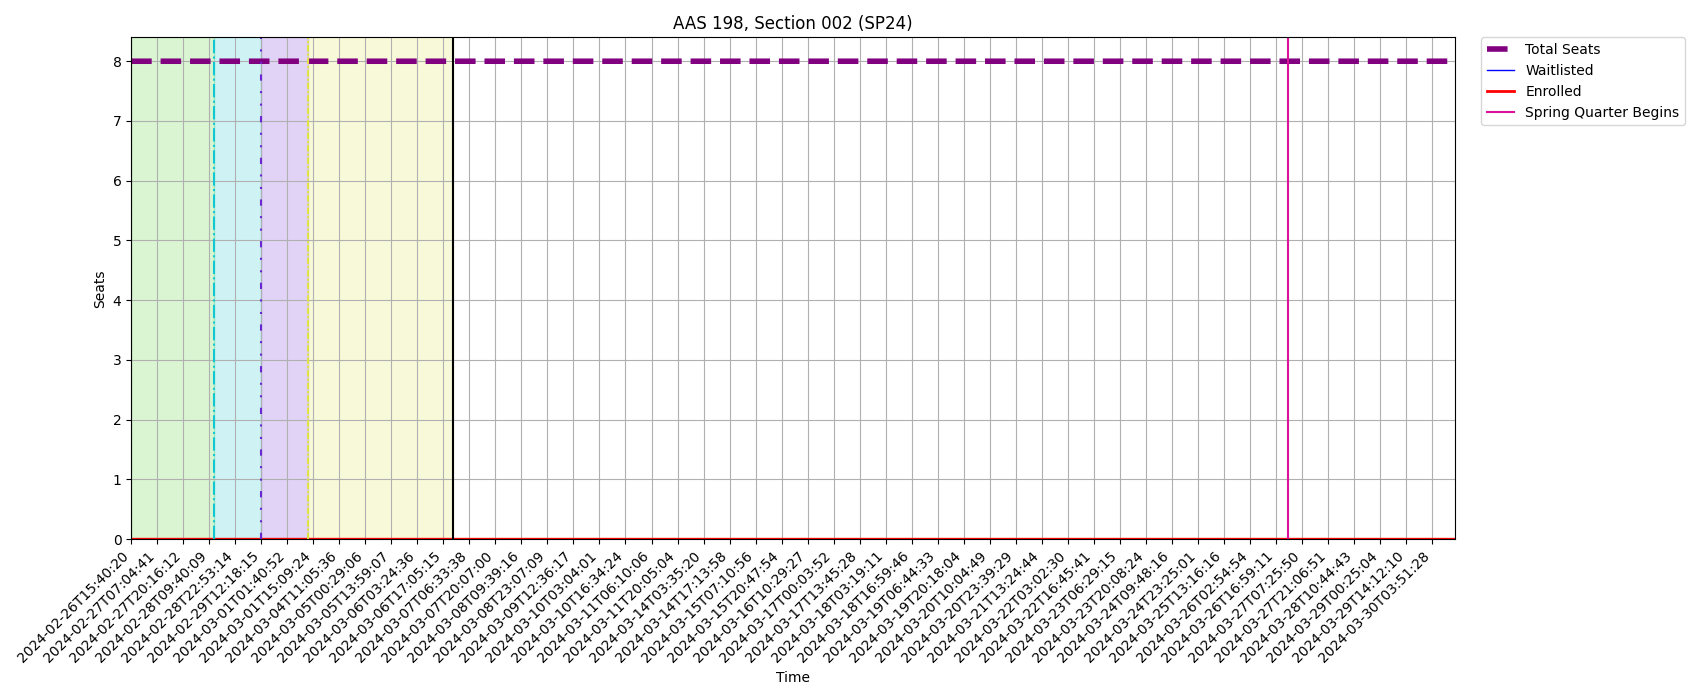 AAS 198, Section 002 (SP24)
Total Seats
Waitlisted
Enrolled
Spring Quarter Begins
8
7
6
5
4
3
2
1
0
Seats
2024-02-26T15:40:20
2024-02-27T07:04:41
2024-02-27T20:16:12
2024-02-28T09:40:09
2024-02-28T22:53:14
2024-02-29T12:18:15
2024-03-01T01:40:52
2024-03-01T15:09:24
2024-03-04T11:05:36
2024-03-05T00:29:06
2024-03-05T13:59:07
2024-03-06T03:24:36
2024-03-06T17:05:15
2024-03-07T06:33:38
2024-03-07T20:07:00
2024-03-08T09:39:16
2024-03-08T23:07:09
2024-03-09T12:36:17
2024-03-10T03:04:01
2024-03-10T16:34:24
2024-03-11T06:10:06
2024-03-11T20:05:04
2024-03-14T03:35:20
2024-03-14T17:13:58
2024-03-15T07:10:56
2024-03-15T20:47:54
2024-03-16T10:29:27
2024-03-17T00:03:52
2024-03-17T13:45:28
2024-03-18T03:19:11
2024-03-18T16:59:46
2024-03-19T06:44:33
2024-03-19T20:18:04
2024-03-20T10:04:49
2024-03-20T23:39:29
2024-03-21T13:24:44
2024-03-22T03:02:30
2024-03-22T16:45:41
2024-03-23T06:29:15
2024-03-23T20:08:24
2024-03-24T09:48:16
2024-03-24T23:25:01
2024-03-25T13:16:16
2024-03-26T02:54:54
2024-03-26T16:59:11
2024-03-27T07:25:50
2024-03-27T21:06:51
2024-03-28T10:44:43
2024-03-29T00:25:04
2024-03-29T14:12:10
2024-03-30T03:51:28
Time